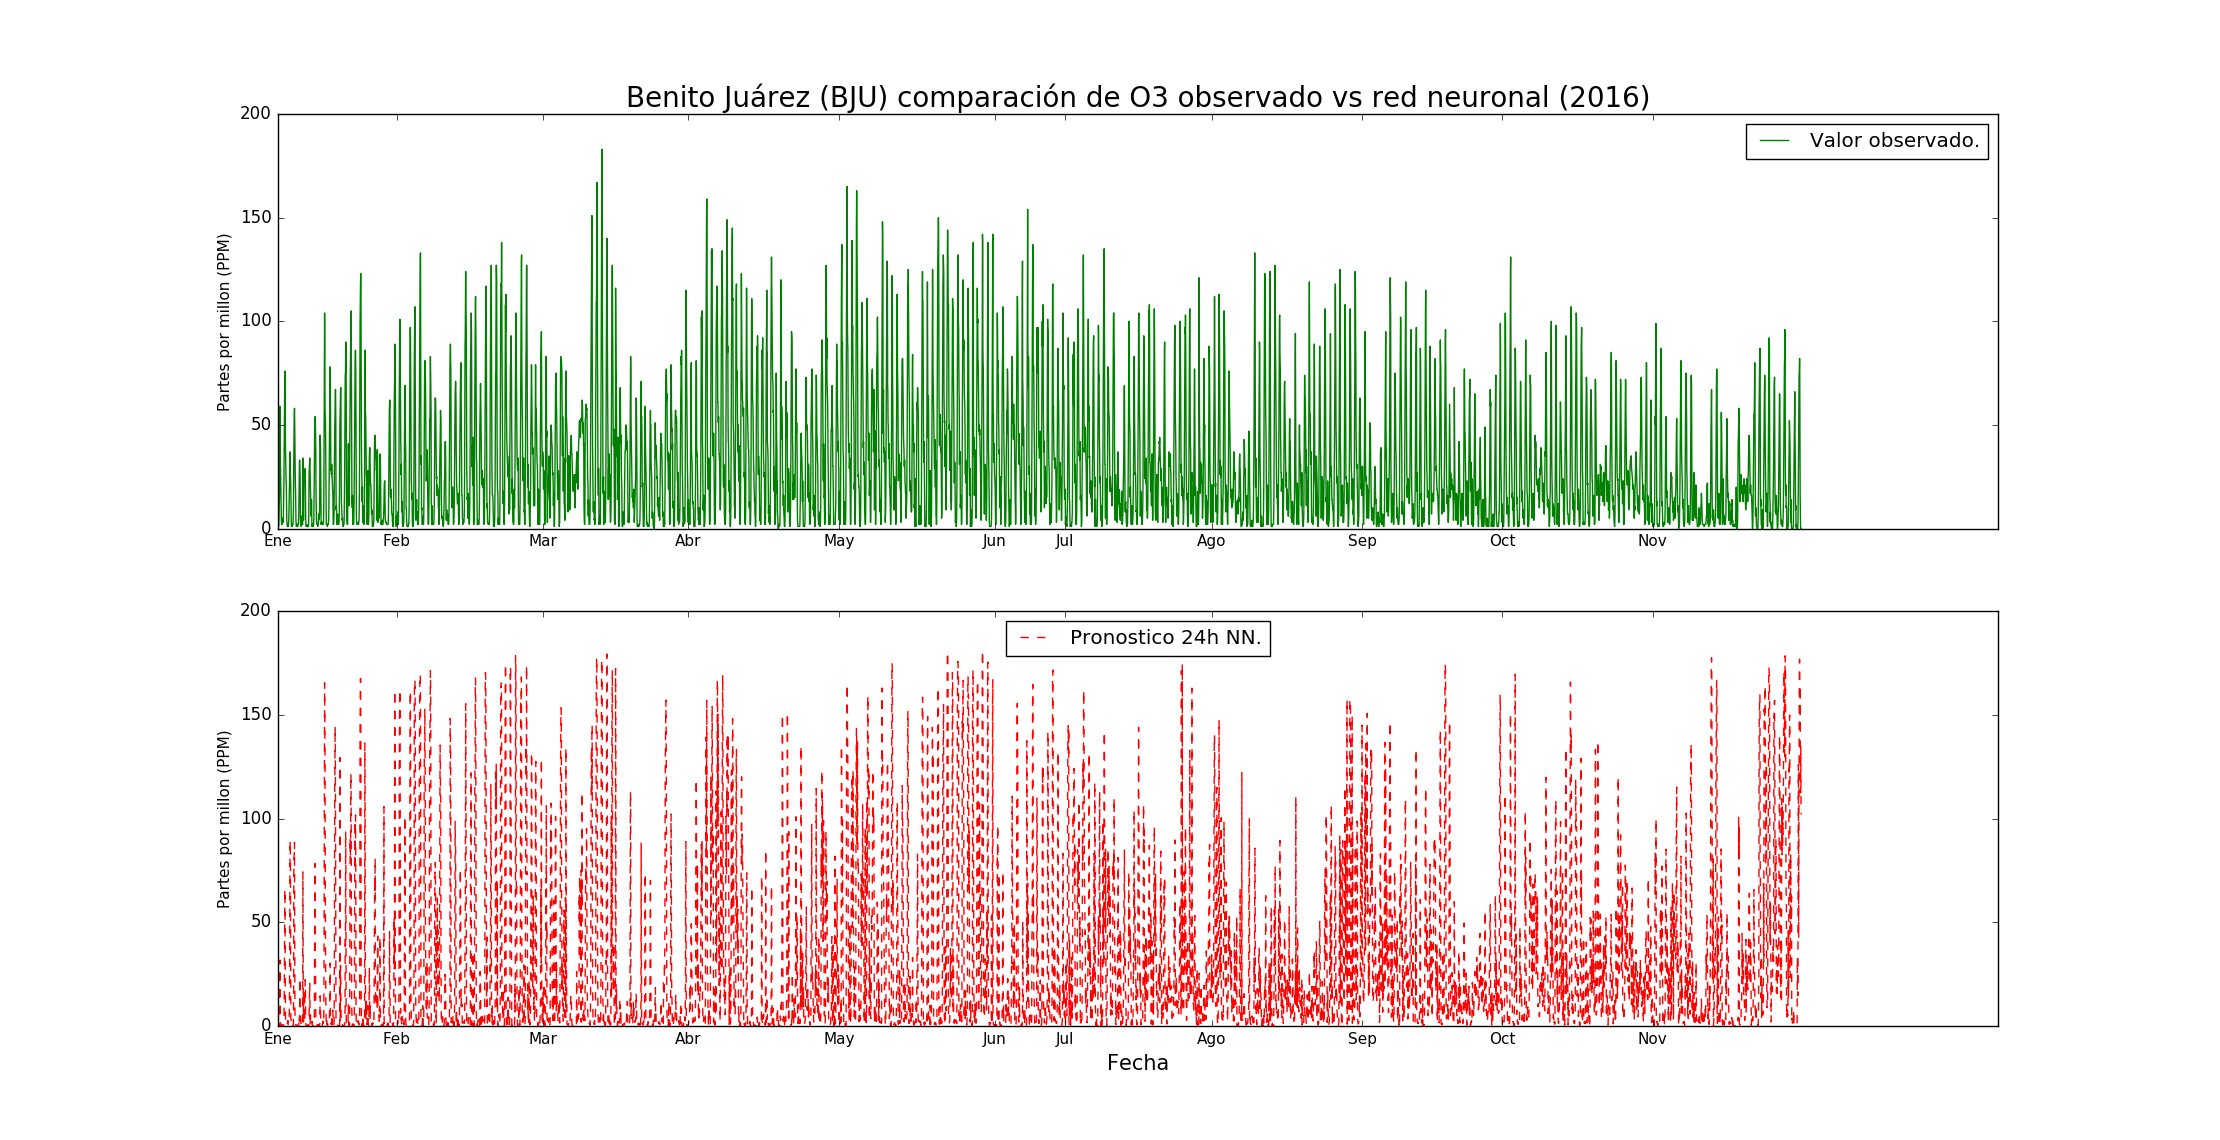 Benito Juárez (BJU) comparación de O3 observado vs red neuronal (2016)
200
150
100
50
0
Partes por millon (PPM)
Valor observado.
Ene Feb Mar Abr May Jun Jul Ago Sep Oct Nov
200
150
100
50
0
Partes por millon (PPM)
Pronostico 24h NN.
Ene Feb Mar Abr May Jun Jul Ago Sep Oct Nov
Fecha